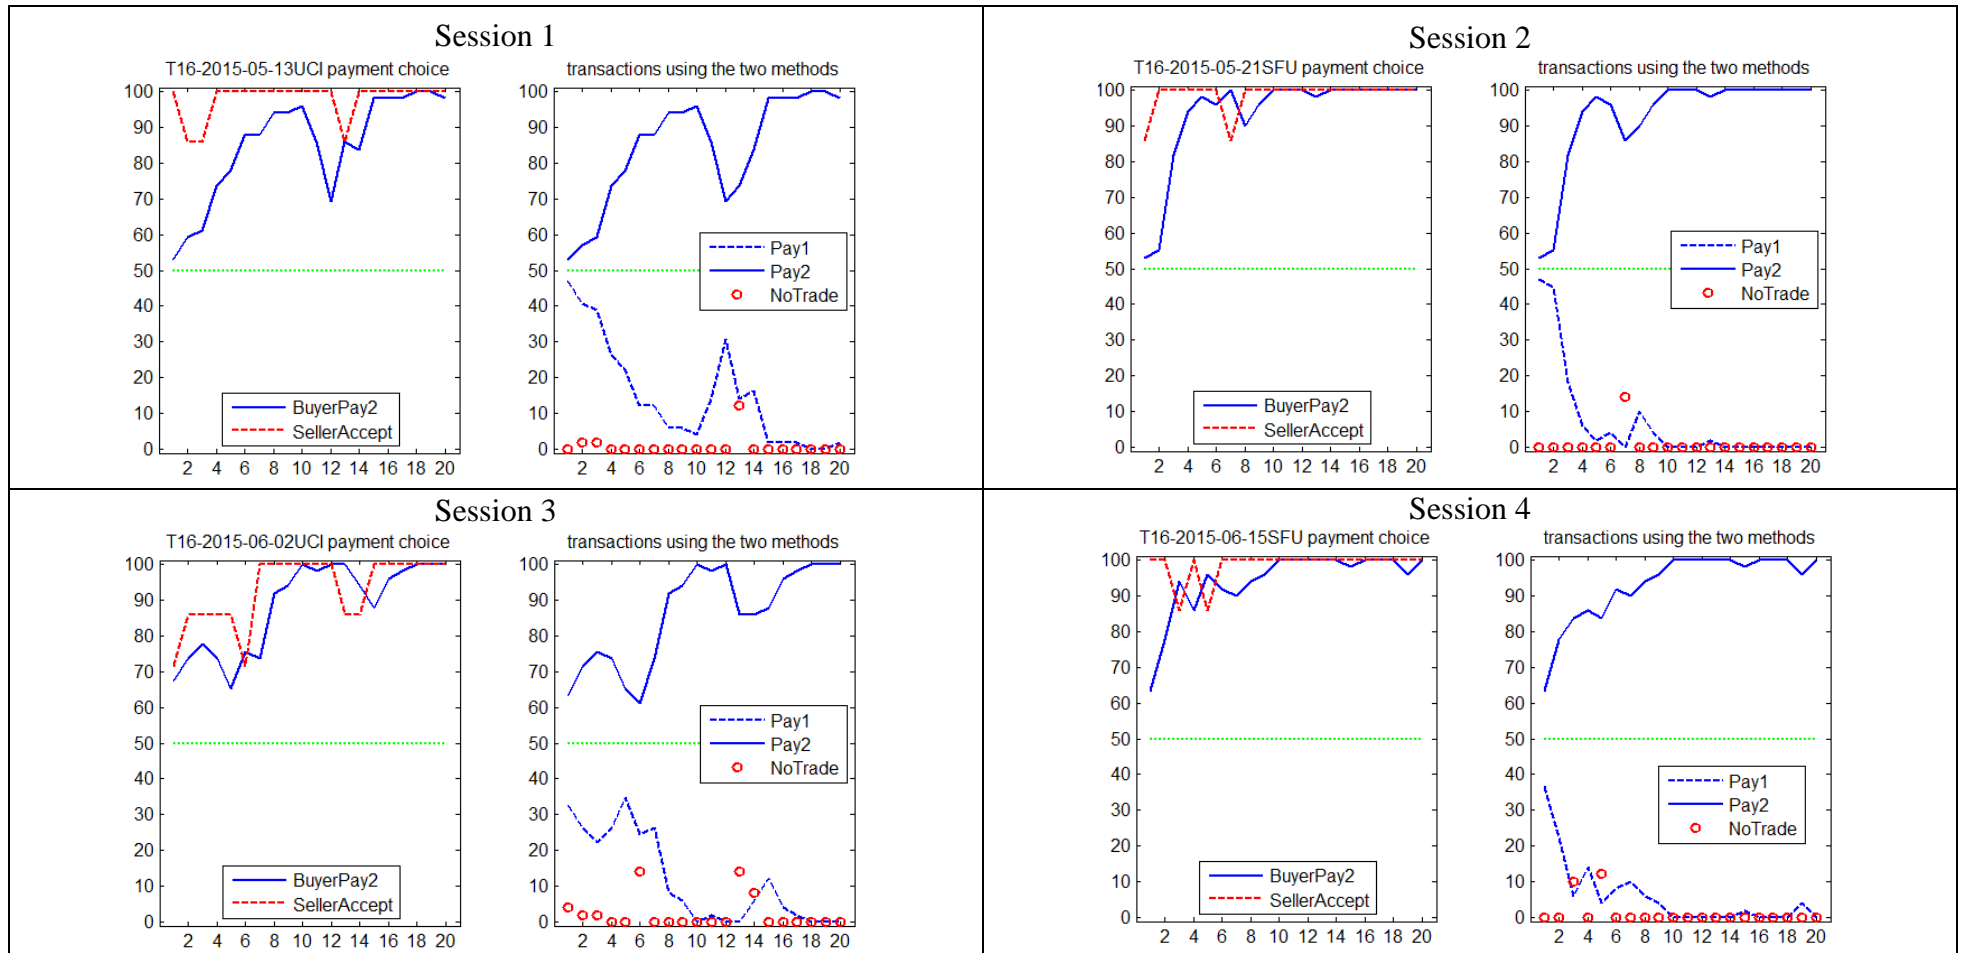 Session 1
T16-2015-05-13UCI payment choice
100
90
80
70
60
50
40
30
20
10
0
BuyerPay2
SellerAccept
2 4 6 8 10 12 14 16 18 20
transactions using the two methods
100
90
80
70
60
50
40
30
20
10
0
Pay1
Pay2
NoTrade
2 4 6 8 10 12 14 16 18 20
Session 2
T16-2015-05-21SFU payment choice
100
90
80
70
60
50
40
30
20
10
0
BuyerPay2
SellerAccept
2 4 6 8 10 12 14 16 18 20
transactions using the two methods
100
90
80
70
60
50
40
30
20
10
0
Pay1
Pay2
NoTrade
2 4 6 8 10 12 14 16 18 20
Session 3
T16-2015-06-02UCI payment choice
100
90
80
70
60
50
40
30
20
10
0
BuyerPay2
SellerAccept
2 4 6 8 10 12 14 16 18 20
transactions using the two methods
100
90
80
70
60
50
40
30
20
10
0
Pay1
Pay2
NoTrade
2 4 6 8 10 12 14 16 18 20
Session 4
T16-2015-06-15SFU payment choice
100
90
80
70
60
50
40
30
20
10
0
BuyerPay2
SellerAccept
2 4 6 8 10 12 14 16 18 20
transactions using the two methods
100
90
80
70
60
50
40
30
20
10
0
Pay1
Pay2
NoTrade
2 4 6 8 10 12 14 16 18 20